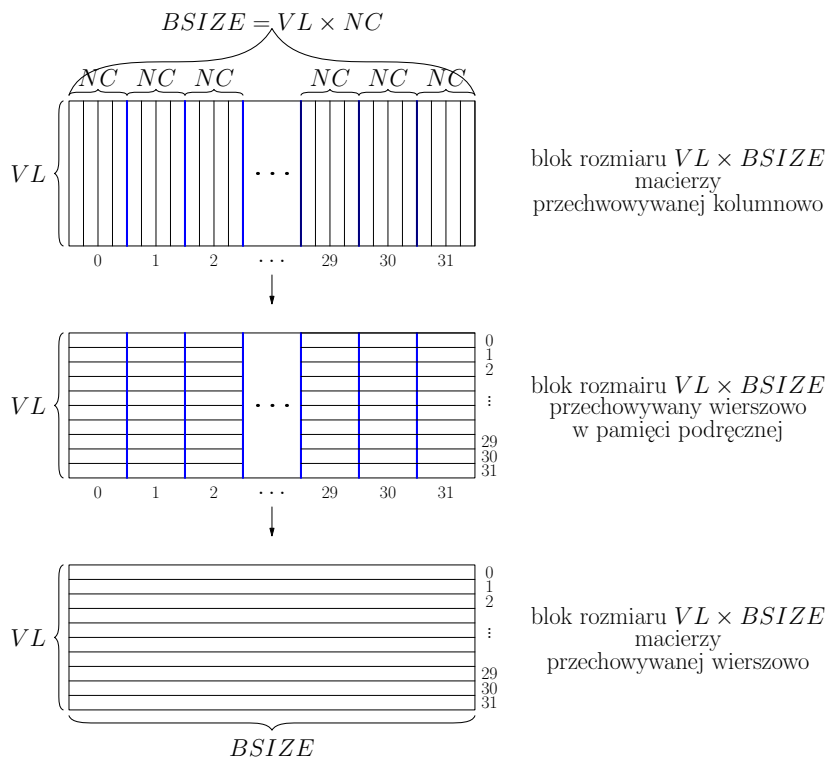 BSIZE = VL × NC
NC NC NC NC NC NC
VL
· · ·
blok rozmiaru VL × BSIZE
macierzy
przechwowywanej kolumnowo
0 1 2 · · · 29 30 31
VL
· · ·
0
1
2
⋮
29
30
31
blok rozmairu VL × BSIZE
przechowywany wierszowo
w pamięci podręcznej
0 1 2 · · · 29 30 31
VL
0
1
2
⋮
29
30
31
blok rozmiaru VL × BSIZE
macierzy
przechowywanej wierszowo
BSIZE